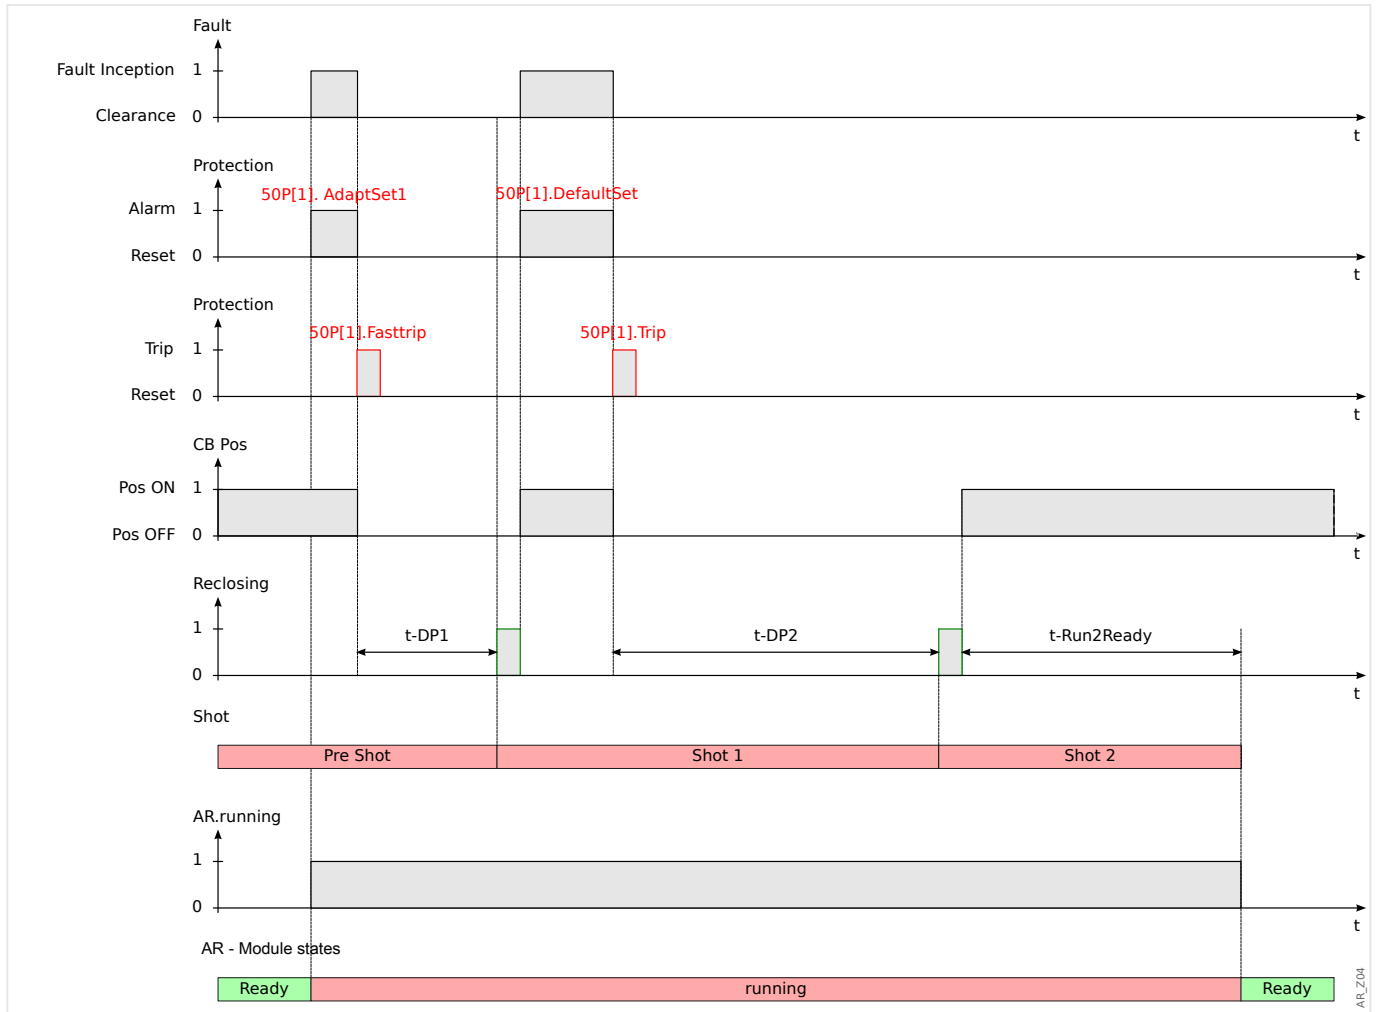 Fault
Fault Inception 1
Clearance 0
t
Protection
50P[1]. AdaptSet1 50P[1].DefaultSet
Alarm 1
Reset 0
t
Protection
50P[1].Fasttrip 50P[1].Trip
Trip 1
Reset 0
t
CB Pos
Pos ON 1
Pos OFF 0
t
Reclosing
1 t-DP1 t-DP2 t-Run2Ready
0
t
Shot
Pre Shot Shot 1 Shot 2
AR.running
1
0
t
AR - Module states
Ready running Ready
AR_Z04